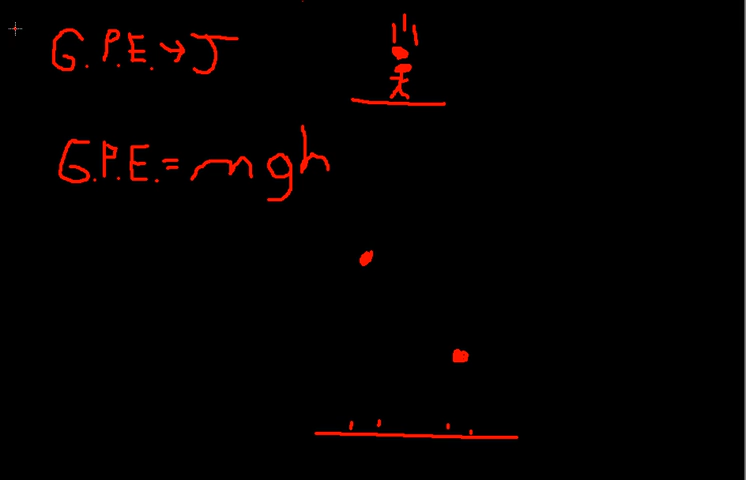 G.P.E. → J
G.P.E. = mgh